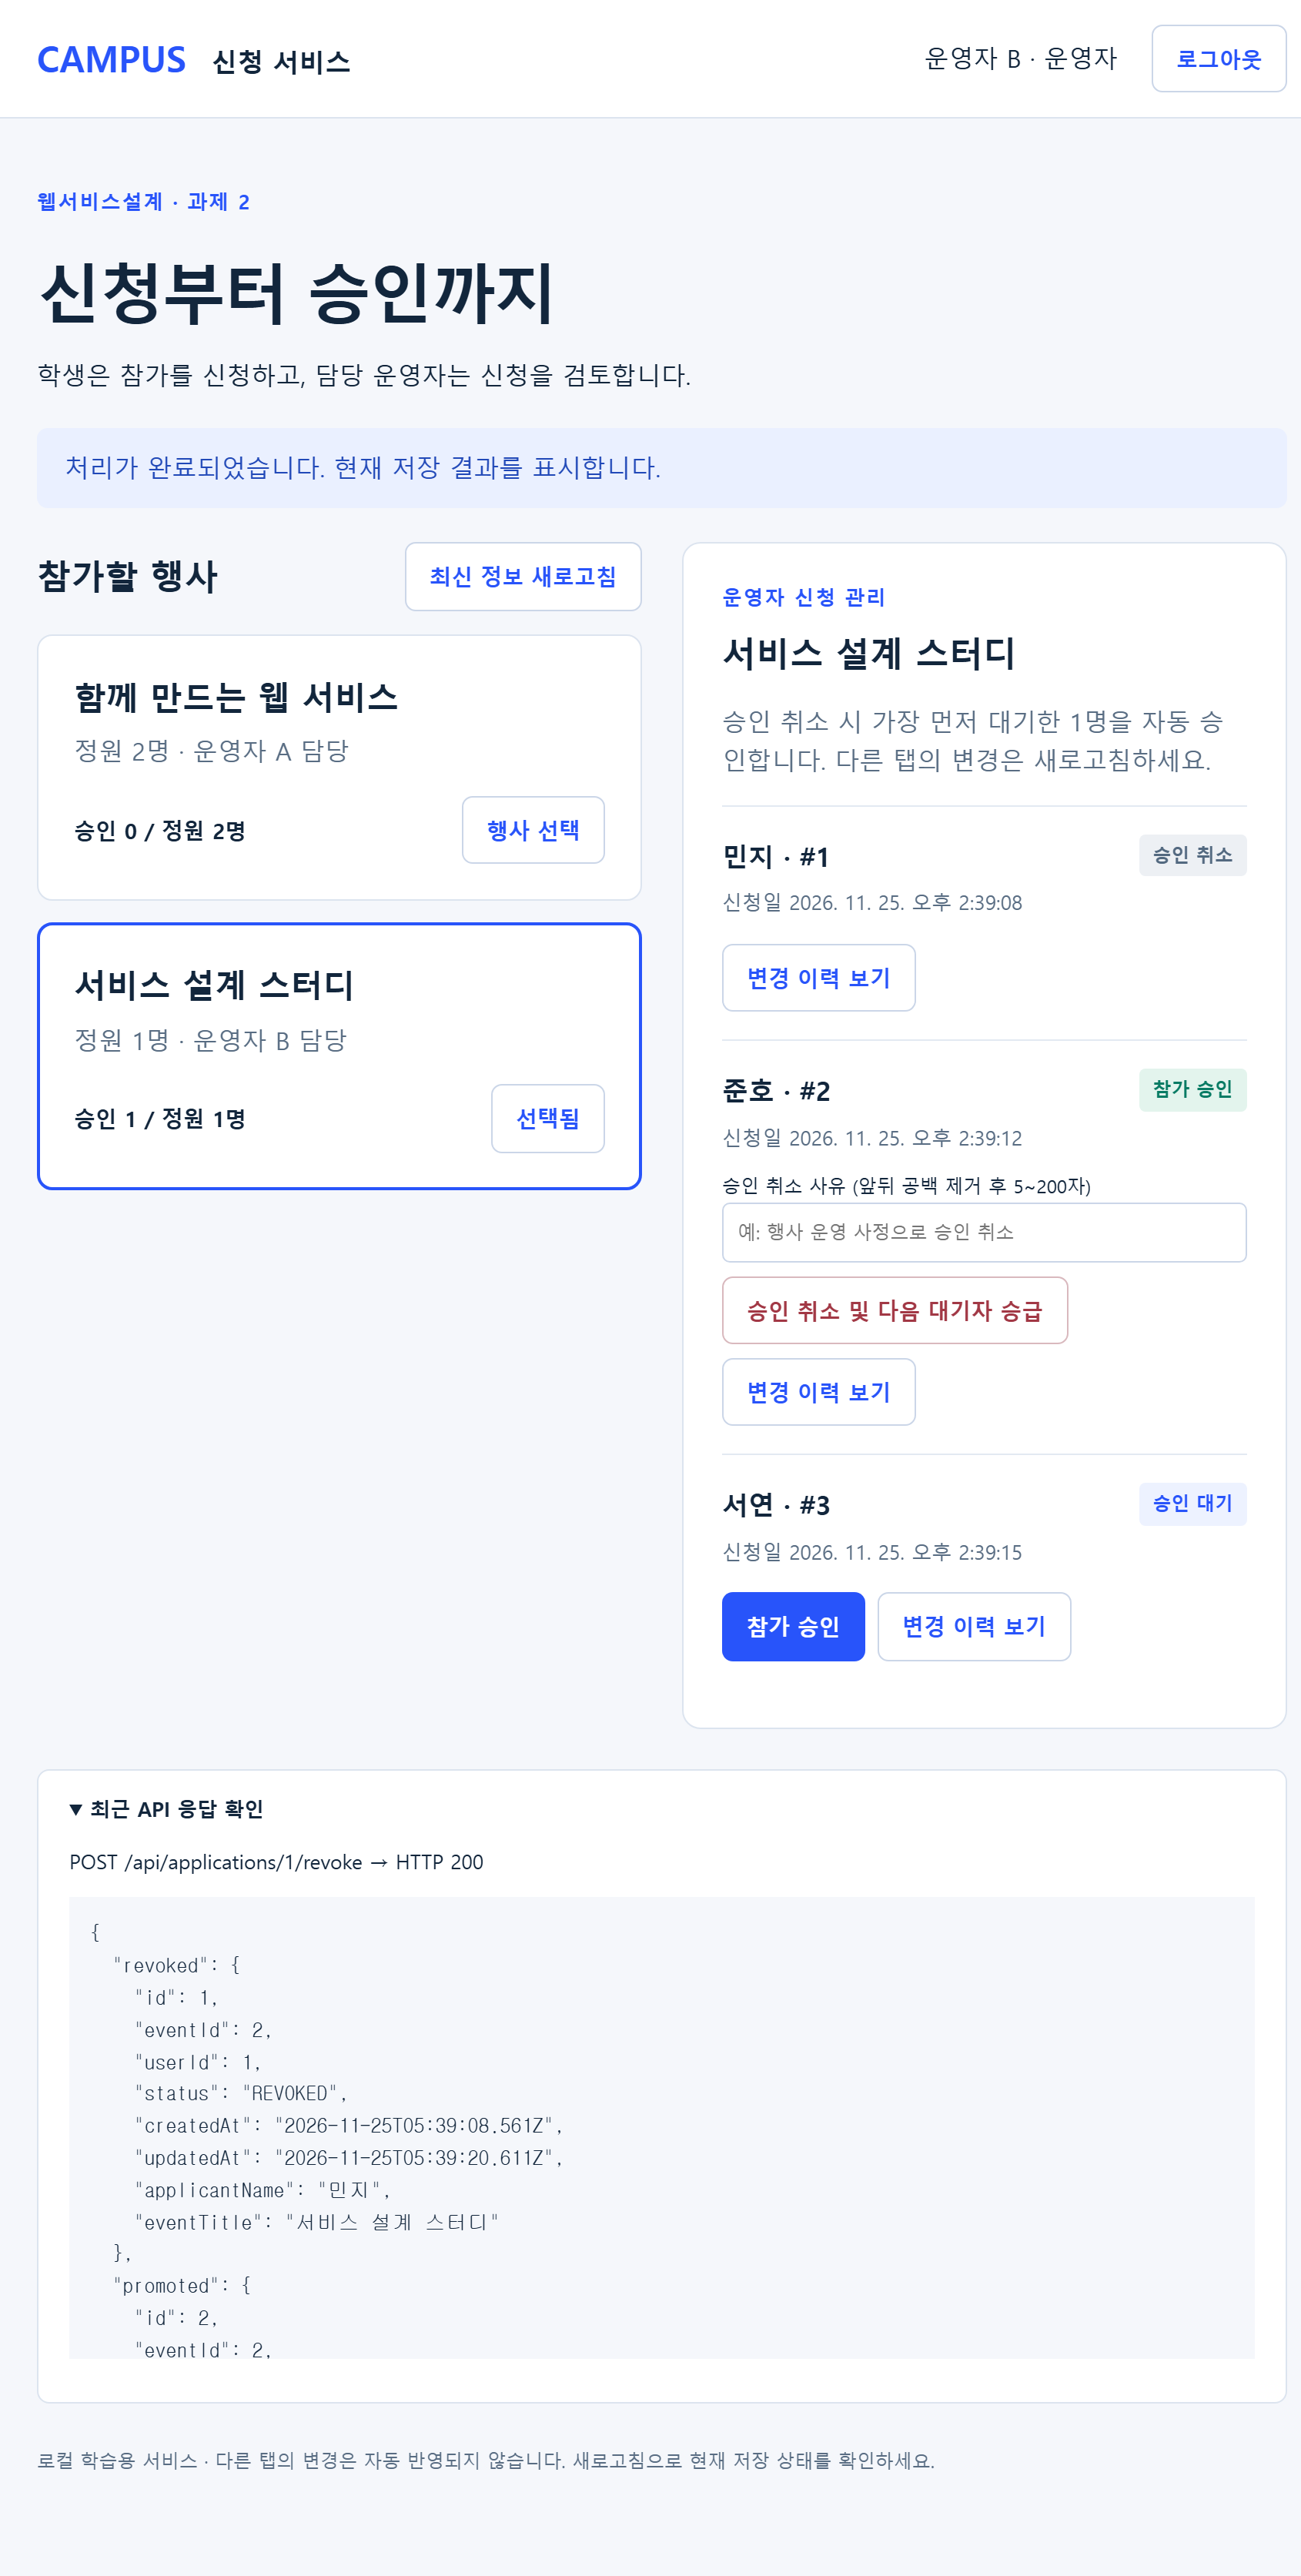 CAMPUS 신청 서비스
운영자 B · 운영자
로그아웃
웹서비스설계 · 과제 2
신청부터 승인까지
학생은 참가를 신청하고, 담당 운영자는 신청을 검토합니다.
처리가 완료되었습니다. 현재 저장 결과를 표시합니다.
참가할 행사
최신 정보 새로고침
함께 만드는 웹 서비스
정원 2명 · 운영자 A 담당
승인 0 / 정원 2명
행사 선택
서비스 설계 스터디
정원 1명 · 운영자 B 담당
승인 1 / 정원 1명
선택됨
운영자 신청 관리
서비스 설계 스터디
승인 취소 시 가장 먼저 대기한 1명을 자동 승
인합니다. 다른 탭의 변경은 새로고침하세요.
민지 · #1
승인 취소
신청일 2026. 11. 25. 오후 2:39:08
변경 이력 보기
준호 · #2
참가 승인
신청일 2026. 11. 25. 오후 2:39:12
승인 취소 사유 (앞뒤 공백 제거 후 5~200자)
예: 행사 운영 사정으로 승인 취소
승인 취소 및 다음 대기자 승급
변경 이력 보기
서연 · #3
승인 대기
신청일 2026. 11. 25. 오후 2:39:15
참가 승인
변경 이력 보기
▼ 최근 API 응답 확인
POST /api/applications/1/revoke → HTTP 200
{
"revoked": {
"id": 1,
"eventId": 2,
"userId": 1,
"status": "REVOKED",
"createdAt": "2026-11-25T05:39:08.561Z",
"updatedAt": "2026-11-25T05:39:20.611Z",
"applicantName": "민지",
"eventTitle": "서비스 설계 스터디"
},
"promoted": {
"id": 2,
"eventId": 2,
로컬 학습용 서비스 · 다른 탭의 변경은 자동 반영되지 않습니다. 새로고침으로 현재 저장 상태를 확인하세요.